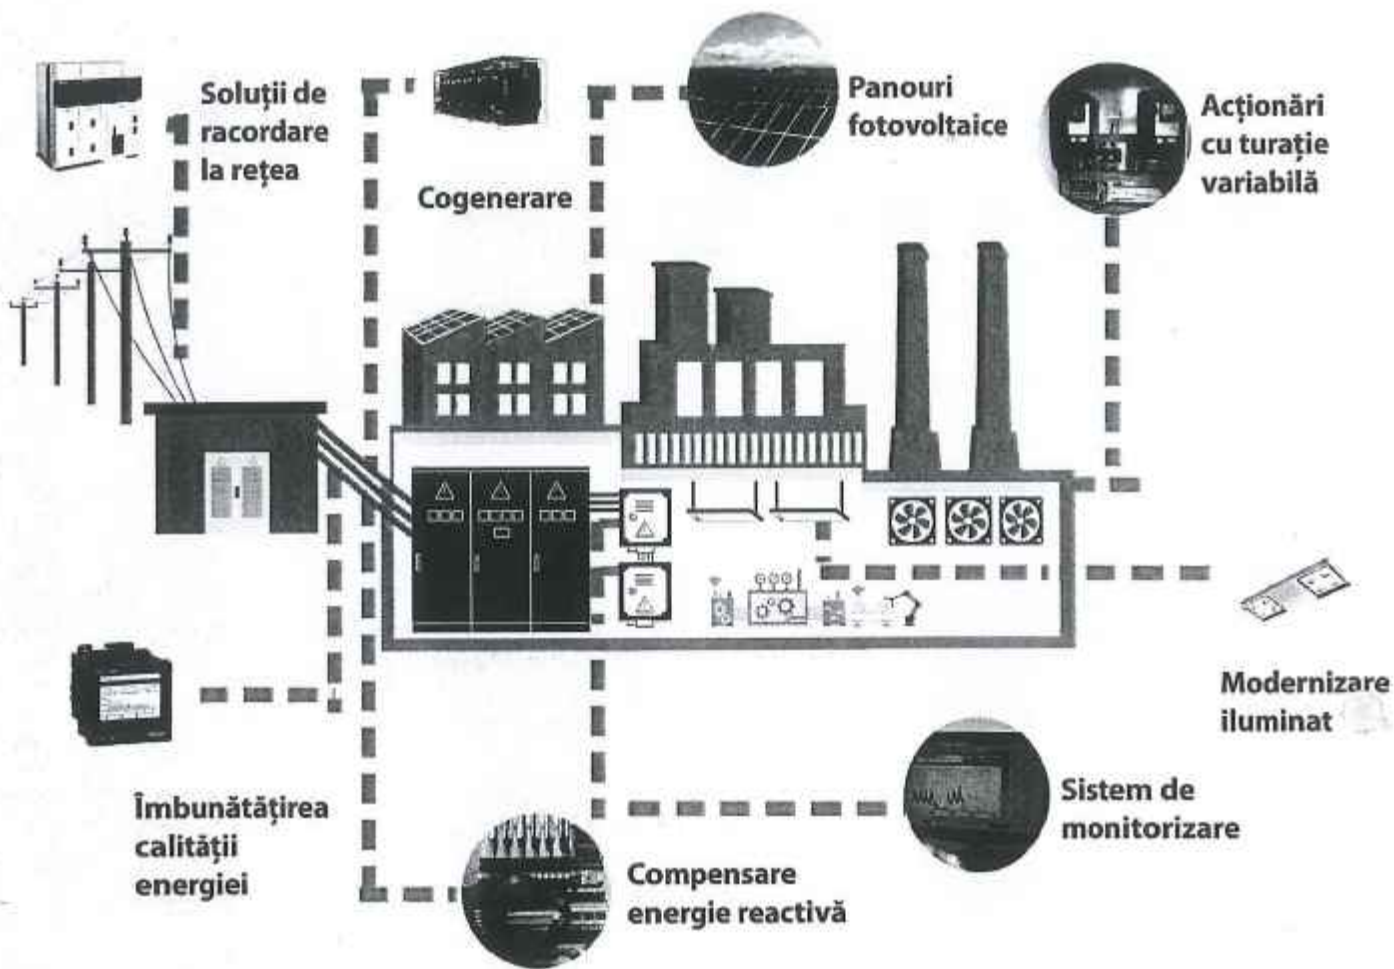 Soluții de
racordare
la rețea
Cogenerare
Panouri
fotovoltaice
Acționări
cu turație
variabilă
Modernizare
iluminat
Îmbunătățirea
calității
energiei
Compensare
energie reactivă
Sistem de
monitorizare